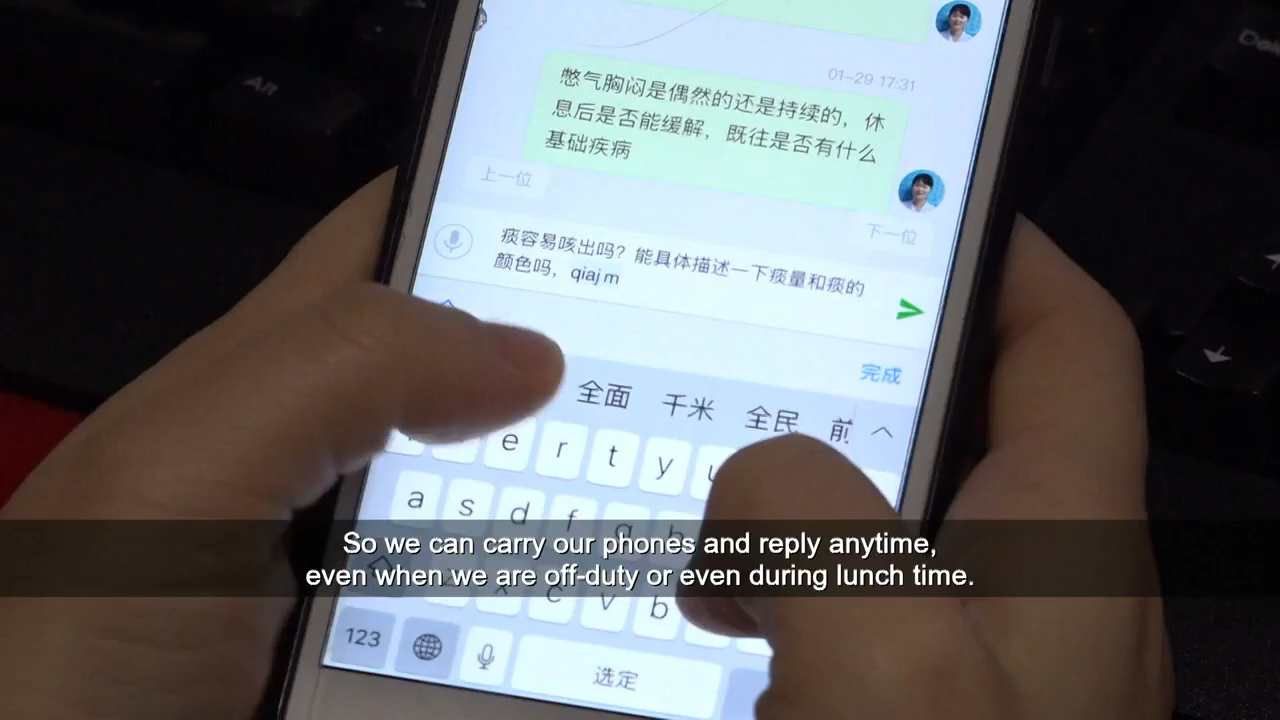 01-29 17:31
憋气胸闷是偶然的还是持续的，休
息后是否能缓解，既往是否有什么
基础疾病
上一位
下一位
痰容易咳出吗？能具体描述一下痰量和痰的
颜色吗，qiaj m
完成
全面 千米 全民 前
e r t y u
a s d f g h
So we can carry our phones and reply anytime,
even when we are off-duty or even during lunch time.
x c v b
123 选定
Alt